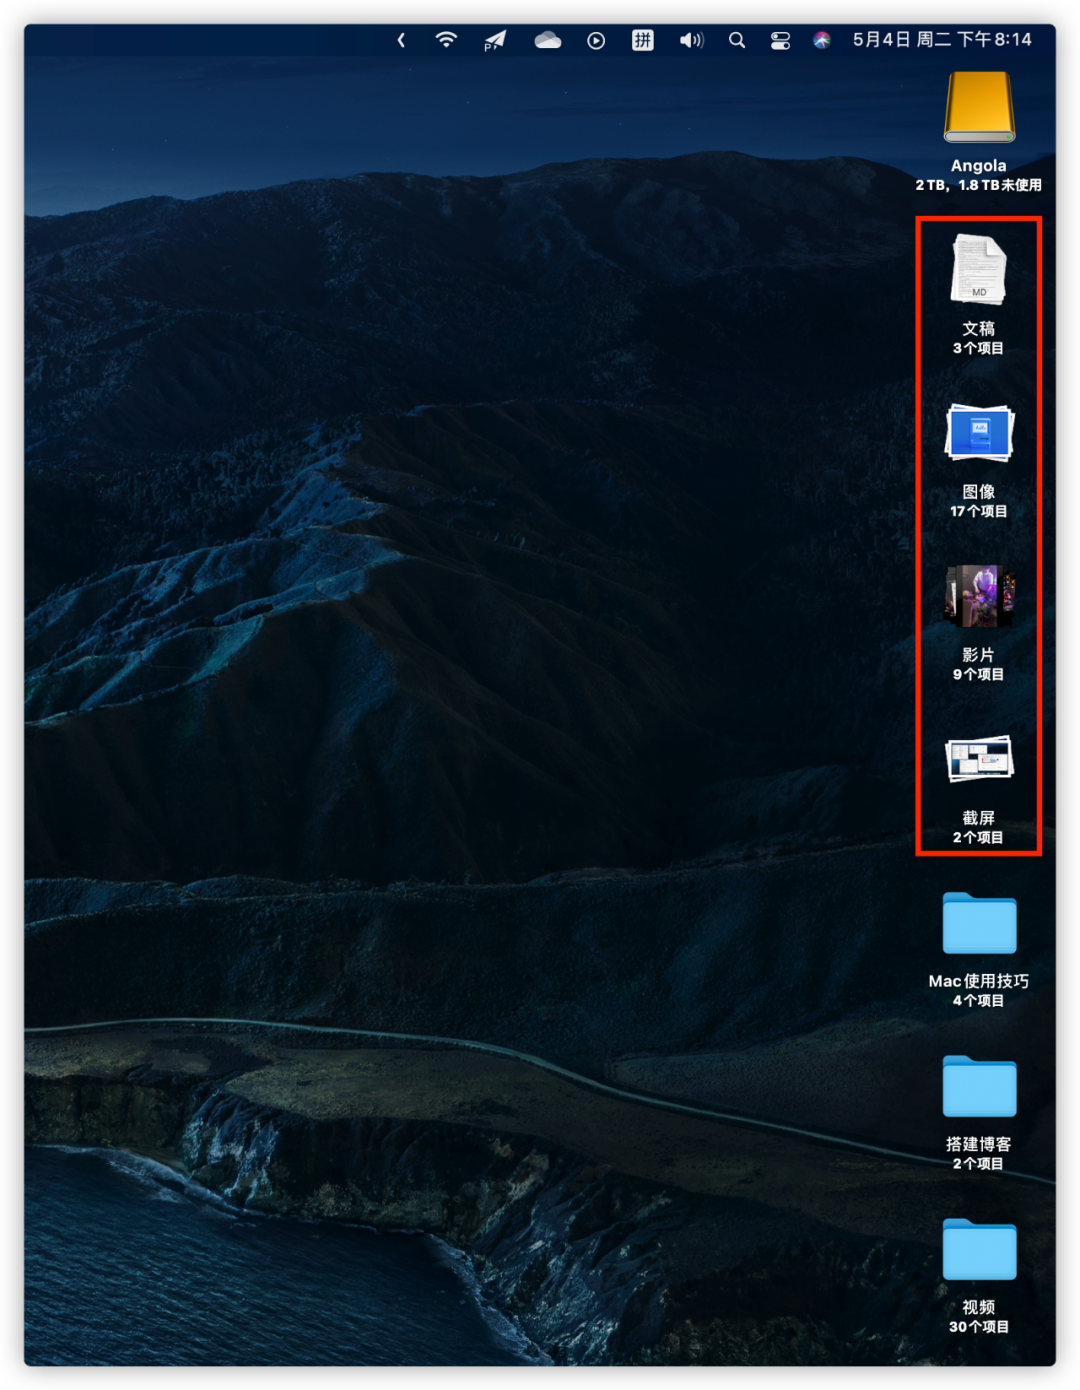 拼
5月4日 周二 下午8:14
Angola
2 TB，1.8 TB未使用
MD
文稿
3个项目
图像
17个项目
影片
9个项目
截屏
2个项目
Mac使用技巧
4个项目
搭建博客
2个项目
视频
30个项目